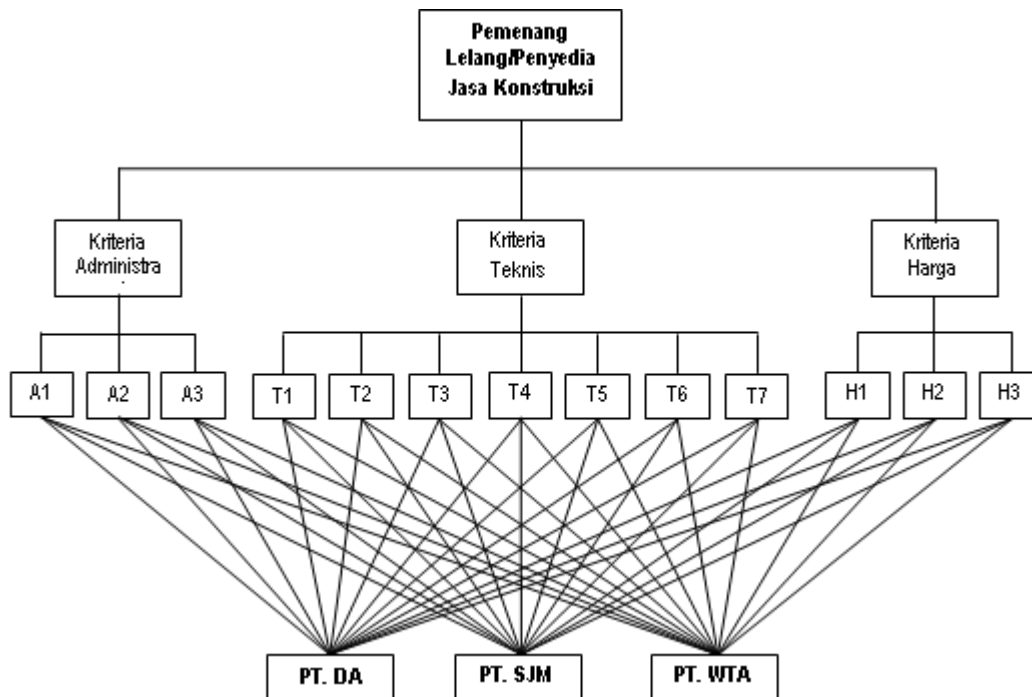 Pemenang
Lelang/Penyedia
Jasa Konstruksi
Kriteria
Administra
Kriteria
Teknis
Kriteria
Harga
A1 A2 A3 T1 T2 T3 T4 T5 T6 T7 H1 H2 H3
PT. DA PT. SJM PT. WTA